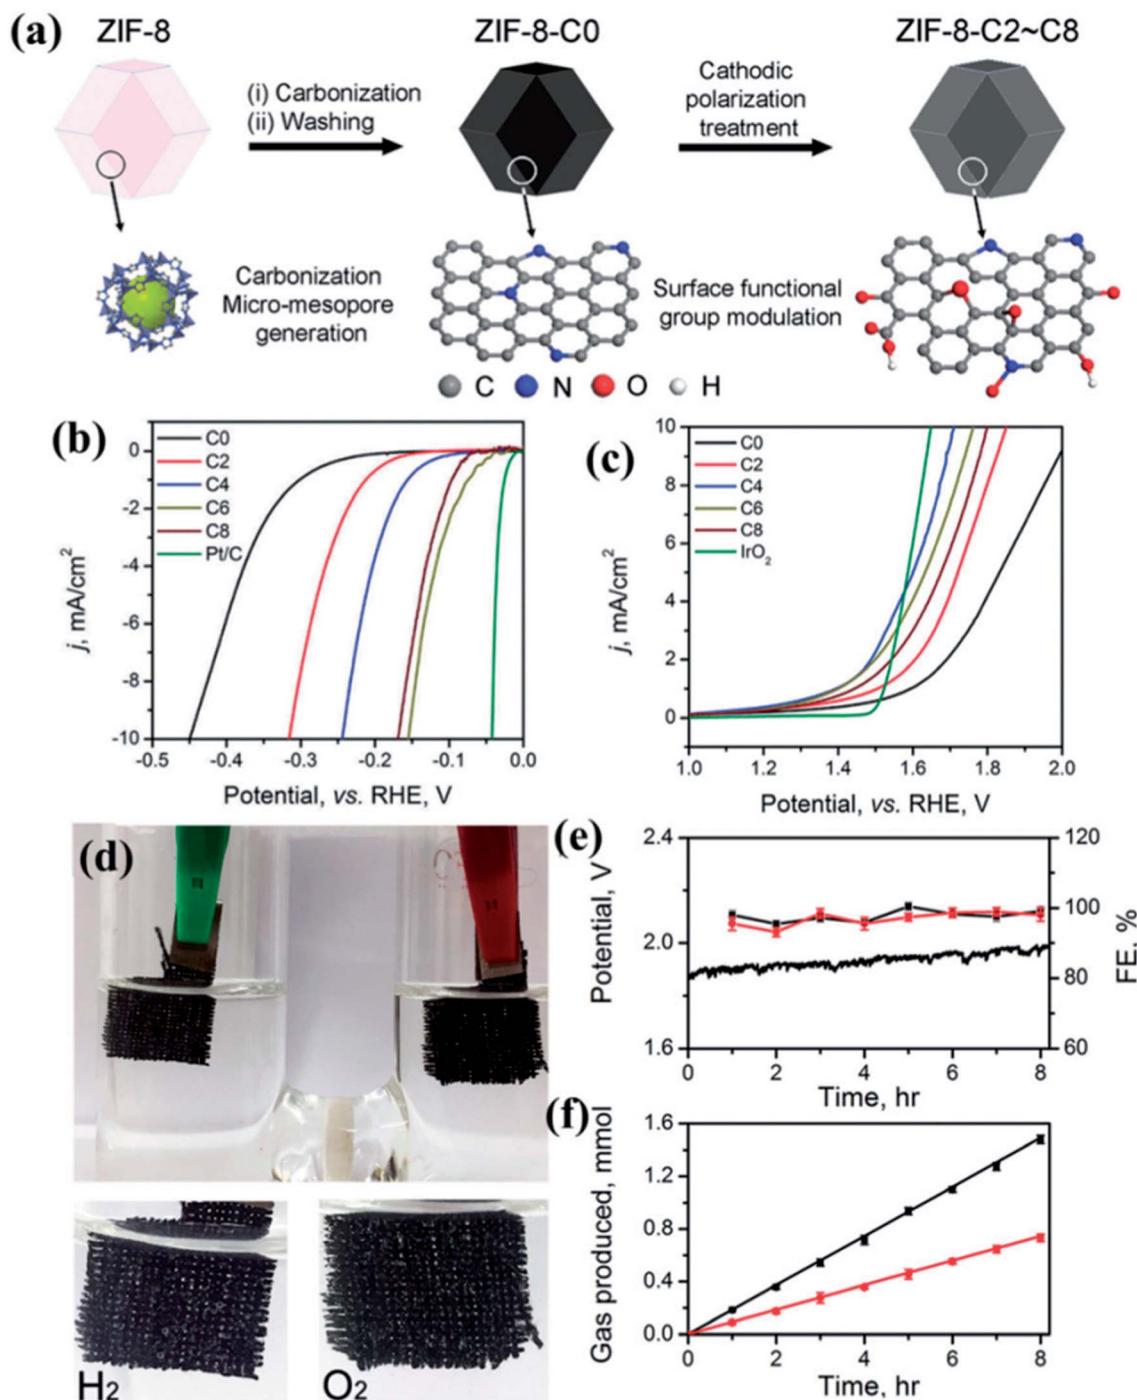 (a)
ZIF-8
ZIF-8-C0
ZIF-8-C2~C8
(i) Carbonization
(ii) Washing
Cathodic
polarization
treatment
Carbonization
Micro-mesopore
generation
Surface functional
group modulation
C N O H
(b)
C0
C2
C4
C6
C8
Pt/C
0
-2
-4
-6
-8
-10
-0.5 -0.4 -0.3 -0.2 -0.1 0.0
j, mA/cm²
Potential, vs. RHE, V
(c)
C0
C2
C4
C6
C8
IrO₂
10
8
6
4
2
0
1.0 1.2 1.4 1.6 1.8 2.0
j, mA/cm²
Potential, vs. RHE, V
(d)
H₂
O₂
(e)
2.4
2.0
1.6
Potential, V
120
100
80
60
FE, %
0 2 4 6 8
Time, hr
(f)
1.6
1.2
0.8
0.4
0.0
Gas produced, mmol
0 2 4 6 8
Time, hr